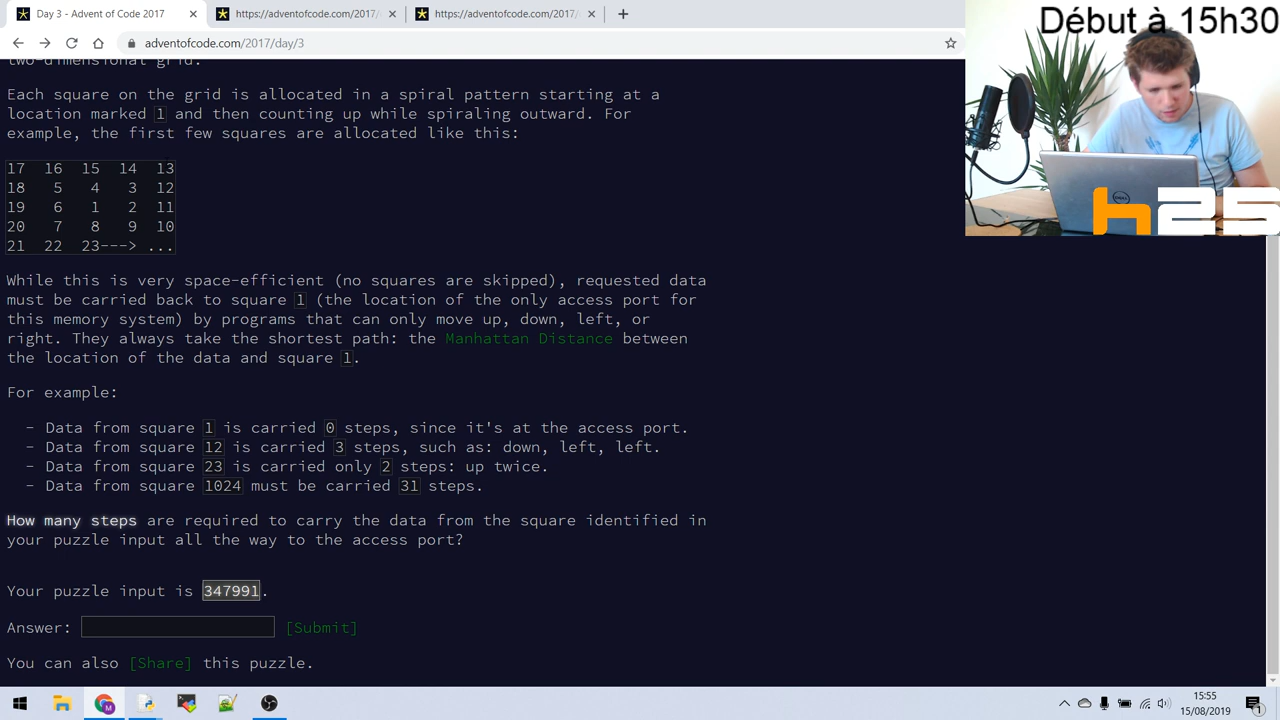 Day 3 - Advent of Code 2017
https://adventofcode.com/2017/
https://adventofcode.com/2017/
adventofcode.com/2017/day/3
Début à 15h30
two-dimensional grid.
Each square on the grid is allocated in a spiral pattern starting at a
location marked 1 and then counting up while spiraling outward. For
example, the first few squares are allocated like this:
17 16 15 14 13
18 5 4 3 12
19 6 1 2 11
20 7 8 9 10
21 22 23---> ...
h25
While this is very space-efficient (no squares are skipped), requested data
must be carried back to square 1 (the location of the only access port for
this memory system) by programs that can only move up, down, left, or
right. They always take the shortest path: the Manhattan Distance between
the location of the data and square 1.
For example:
- Data from square 1 is carried 0 steps, since it's at the access port.
- Data from square 12 is carried 3 steps, such as: down, left, left.
- Data from square 23 is carried only 2 steps: up twice.
- Data from square 1024 must be carried 31 steps.
How many steps are required to carry the data from the square identified in
your puzzle input all the way to the access port?
Your puzzle input is 347991.
Answer: [Submit]
You can also [Share] this puzzle.
15:55
15/08/2019
1